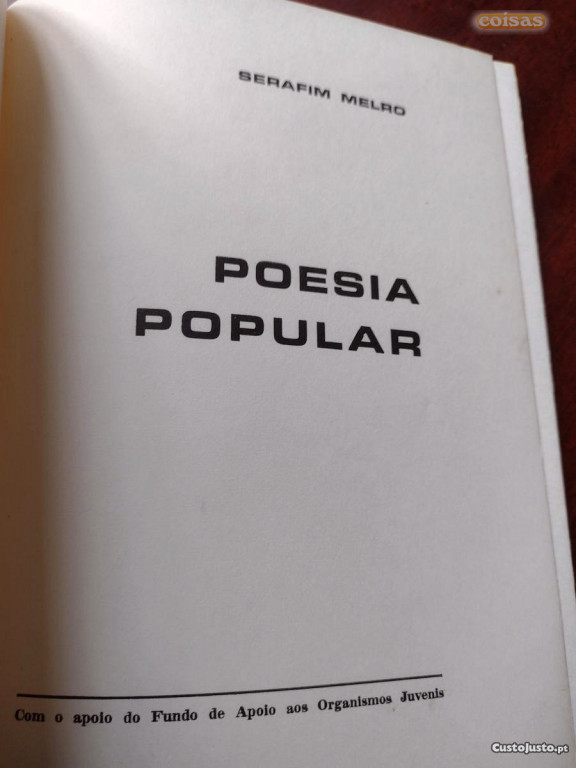 coisas
SERAFIM MELRO
POESIA
POPULAR
Com o apoio do Fundo de Apoio aos Organismos Juvenis
CustoJusto.pt